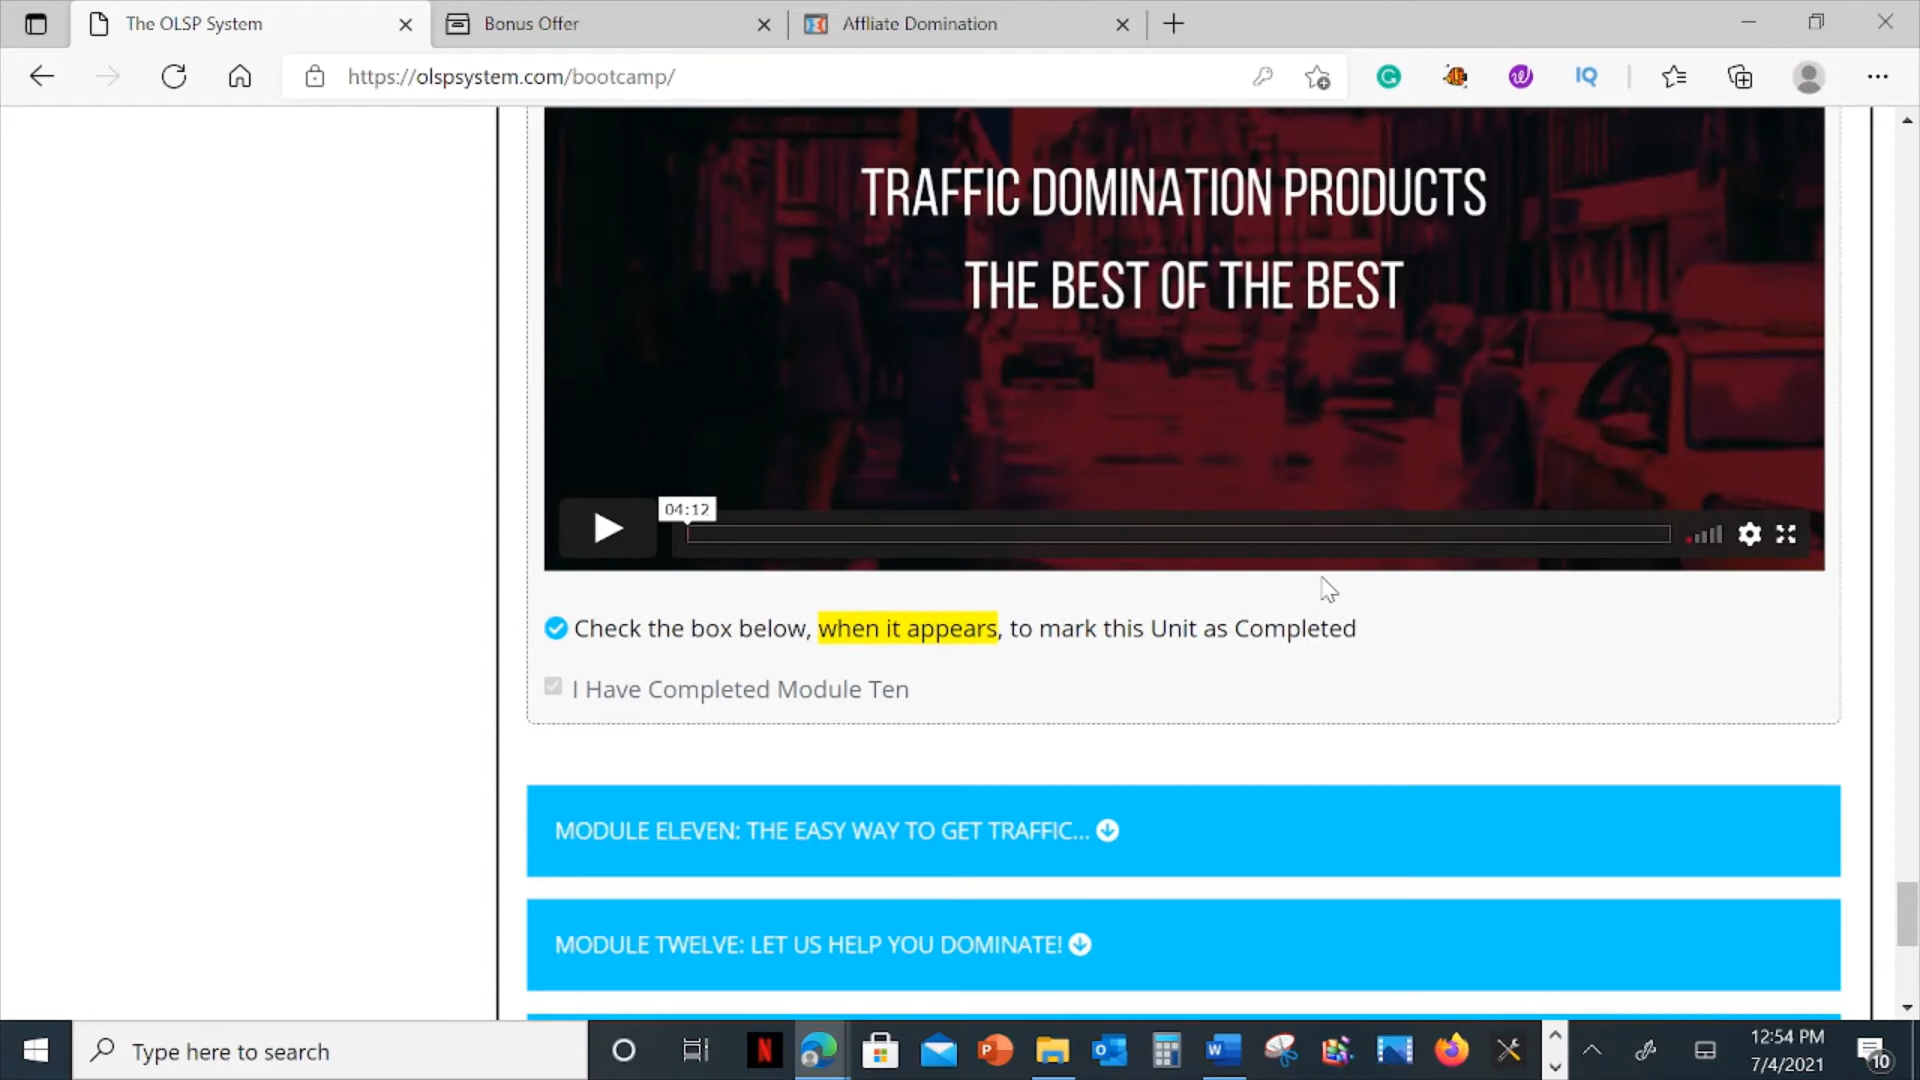 The OLSP System
Bonus Offer
Affliate Domination
https://olspsystem.com/bootcamp/
IQ
TRAFFIC DOMINATION PRODUCTS
THE BEST OF THE BEST
04:12
Check the box below, when it appears, to mark this Unit as Completed
I Have Completed Module Ten
MODULE ELEVEN: THE EASY WAY TO GET TRAFFIC...
MODULE TWELVE: LET US HELP YOU DOMINATE!
Type here to search
12:54 PM
7/4/2021
10